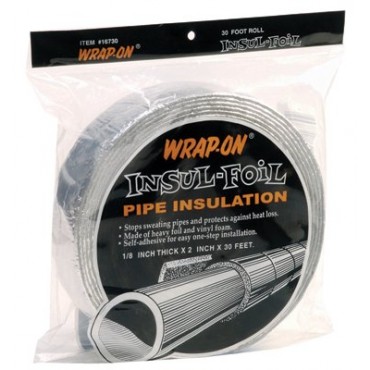 ITEM #16730
30 FOOT ROLL
WRAP·ON
INSUL-FOIL
WRAP·ON®
INSUL-FOIL
PIPE INSULATION
• Stops sweating pipes and protects against heat loss.
• Made of heavy foil and vinyl foam.
• Self-adhesive for easy one-step installation.
1/8 INCH THICK X 2 INCH X 30 FEET.